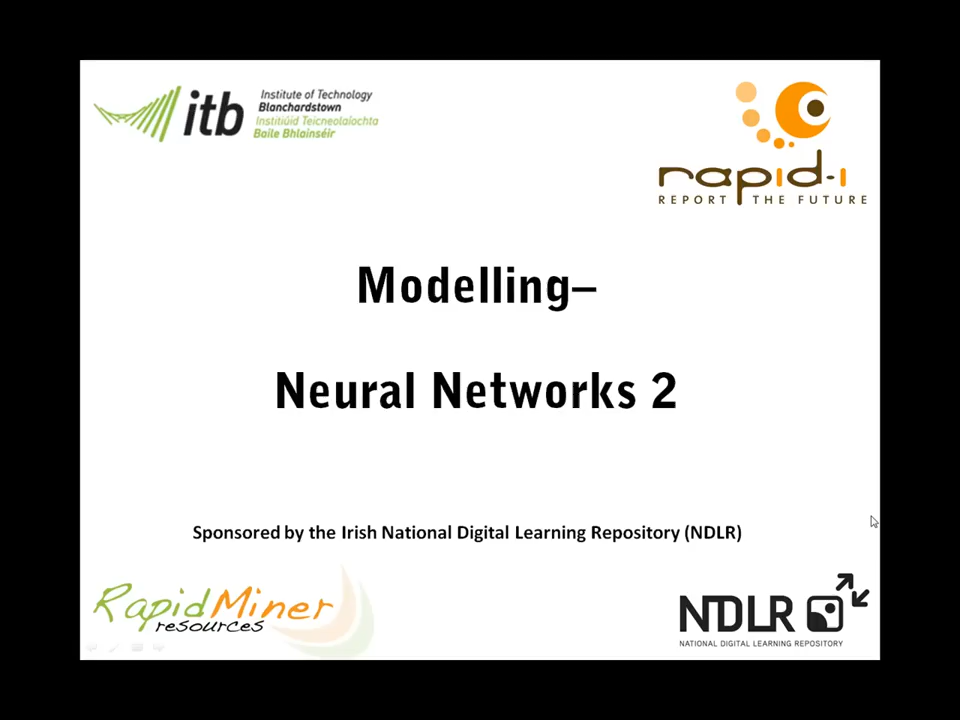 itb
Institute of Technology
Blanchardstown
Institiúid Teicneolaíochta
Baile Bhlainséir
rapid-i
REPORT THE FUTURE
Modelling–
Neural Networks 2
Sponsored by the Irish National Digital Learning Repository (NDLR)
RapidMiner
resources
NDLR
NATIONAL DIGITAL LEARNING REPOSITORY